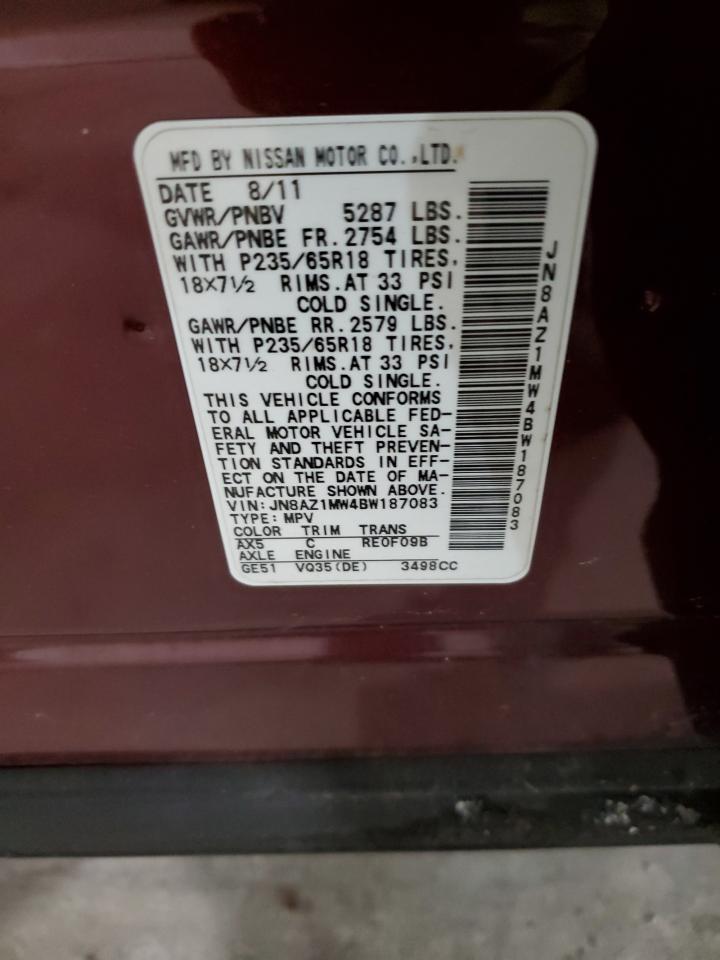 MFD BY NISSAN MOTOR CO.,LTD.
DATE 8/11
GVWR/PNBV 5287 LBS.
GAWR/PNBE FR. 2754 LBS.
WITH P235/65R18 TIRES,
18X7½ RIMS.AT 33 PSI
COLD SINGLE.
GAWR/PNBE RR. 2579 LBS.
WITH P235/65R18 TIRES,
18X7½ RIMS.AT 33 PSI
COLD SINGLE.
THIS VEHICLE CONFORMS
TO ALL APPLICABLE FED-
ERAL MOTOR VEHICLE SA-
FETY AND THEFT PREVEN-
TION STANDARDS IN EFF-
ECT ON THE DATE OF MA-
NUFACTURE SHOWN ABOVE.
VIN: JN8AZ1MW4BW187083
TYPE: MPV
COLOR TRIM TRANS
AX5 C RE0F09B
AXLE ENGINE
GE51 VQ35(DE) 3498CC
JN8AZ1MW4BW187083